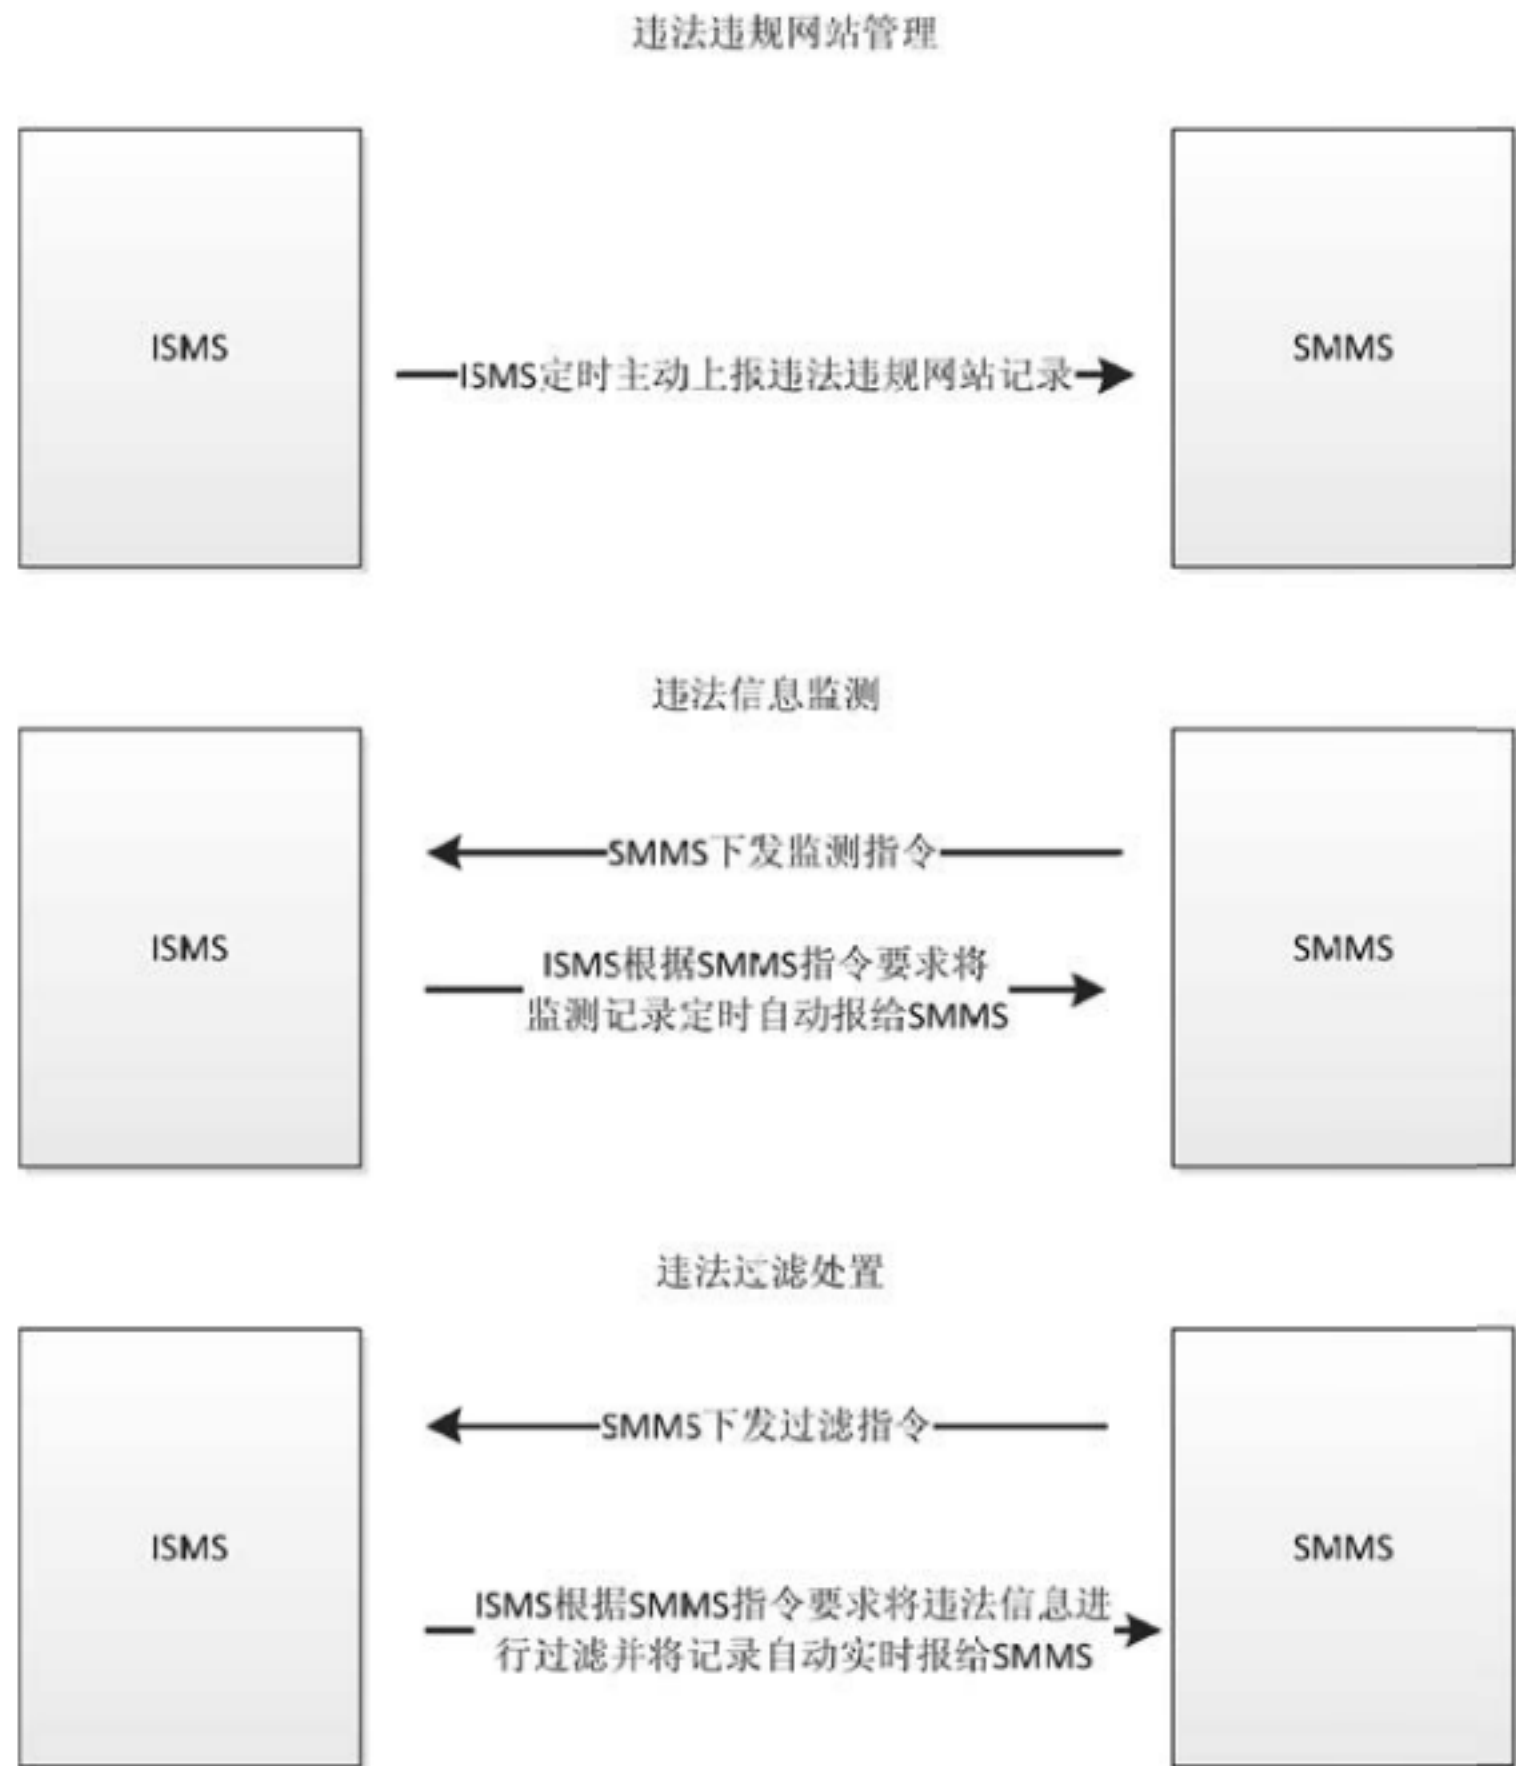 违法违规网站管理
ISMS
ISMS定时主动上报违法违规网站记录
SMMS
违法信息监测
SMMS下发监测指令
ISMS
ISMS根据SMMS指令要求将
监测记录定时自动报给SMMS
SMMS
违法过滤处置
SMMS下发过滤指令
ISMS
ISMS根据SMMS指令要求将违法信息进
行过滤并将记录自动实时报给SMMS
SMMS